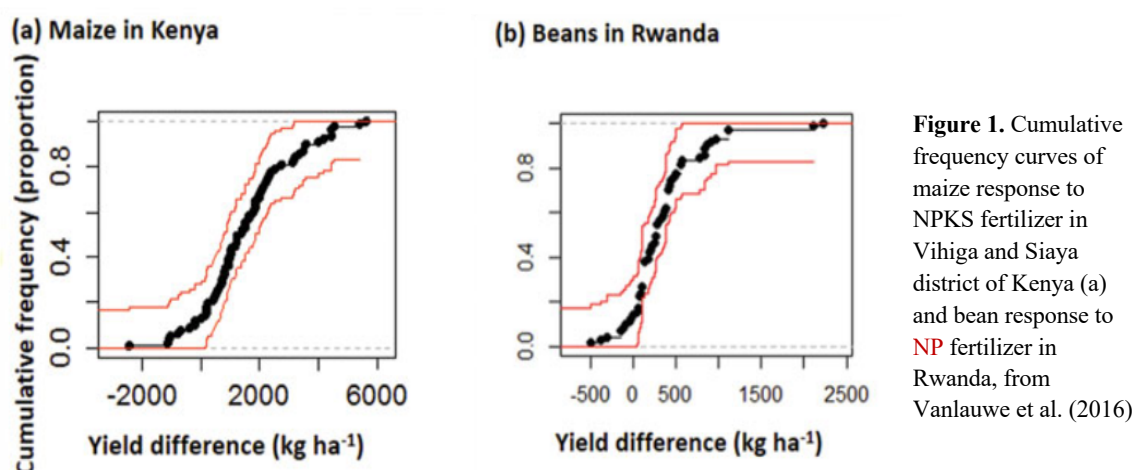 (a) Maize in Kenya
Cumulative frequency (proportion)
0.8
0.4
0.0
-2000
2000
6000
Yield difference (kg ha⁻¹)
(b) Beans in Rwanda
0.8
0.4
0.0
-500 0 500 1500 2500
Yield difference (kg ha⁻¹)
Figure 1. Cumulative
frequency curves of
maize response to
NPKS fertilizer in
Vihiga and Siaya
district of Kenya (a)
and bean response to
NP fertilizer in
Rwanda, from
Vanlauwe et al. (2016)